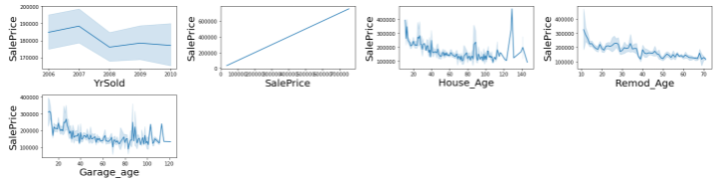 200000
190000
180000
170000
2006 2007 2008 2009 2010
YrSold
SalePrice
600000
400000
200000
0
SalePrice
SalePrice
400000
300000
200000
100000
20 40 60 80 100 120 140
House_Age
SalePrice
400000
300000
200000
100000
10 20 30 40 50 60 70
Remod_Age
SalePrice
400000
300000
200000
100000
20 40 60 80 100 120
Garage_age
SalePrice